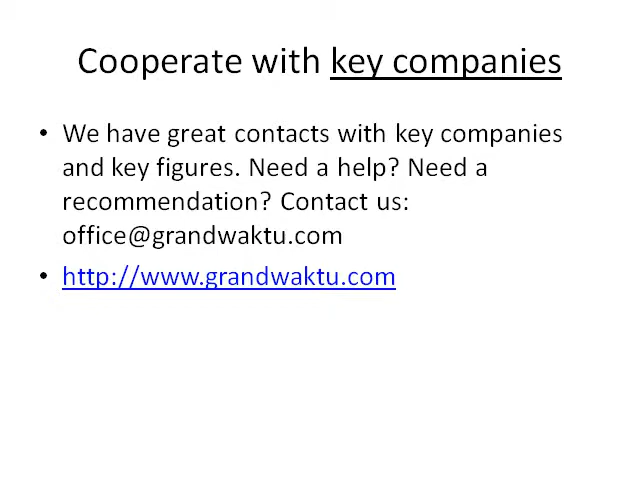 Cooperate with key companies
• We have great contacts with key companies
and key figures. Need a help? Need a
recommendation? Contact us:
office@grandwaktu.com
• http://www.grandwaktu.com